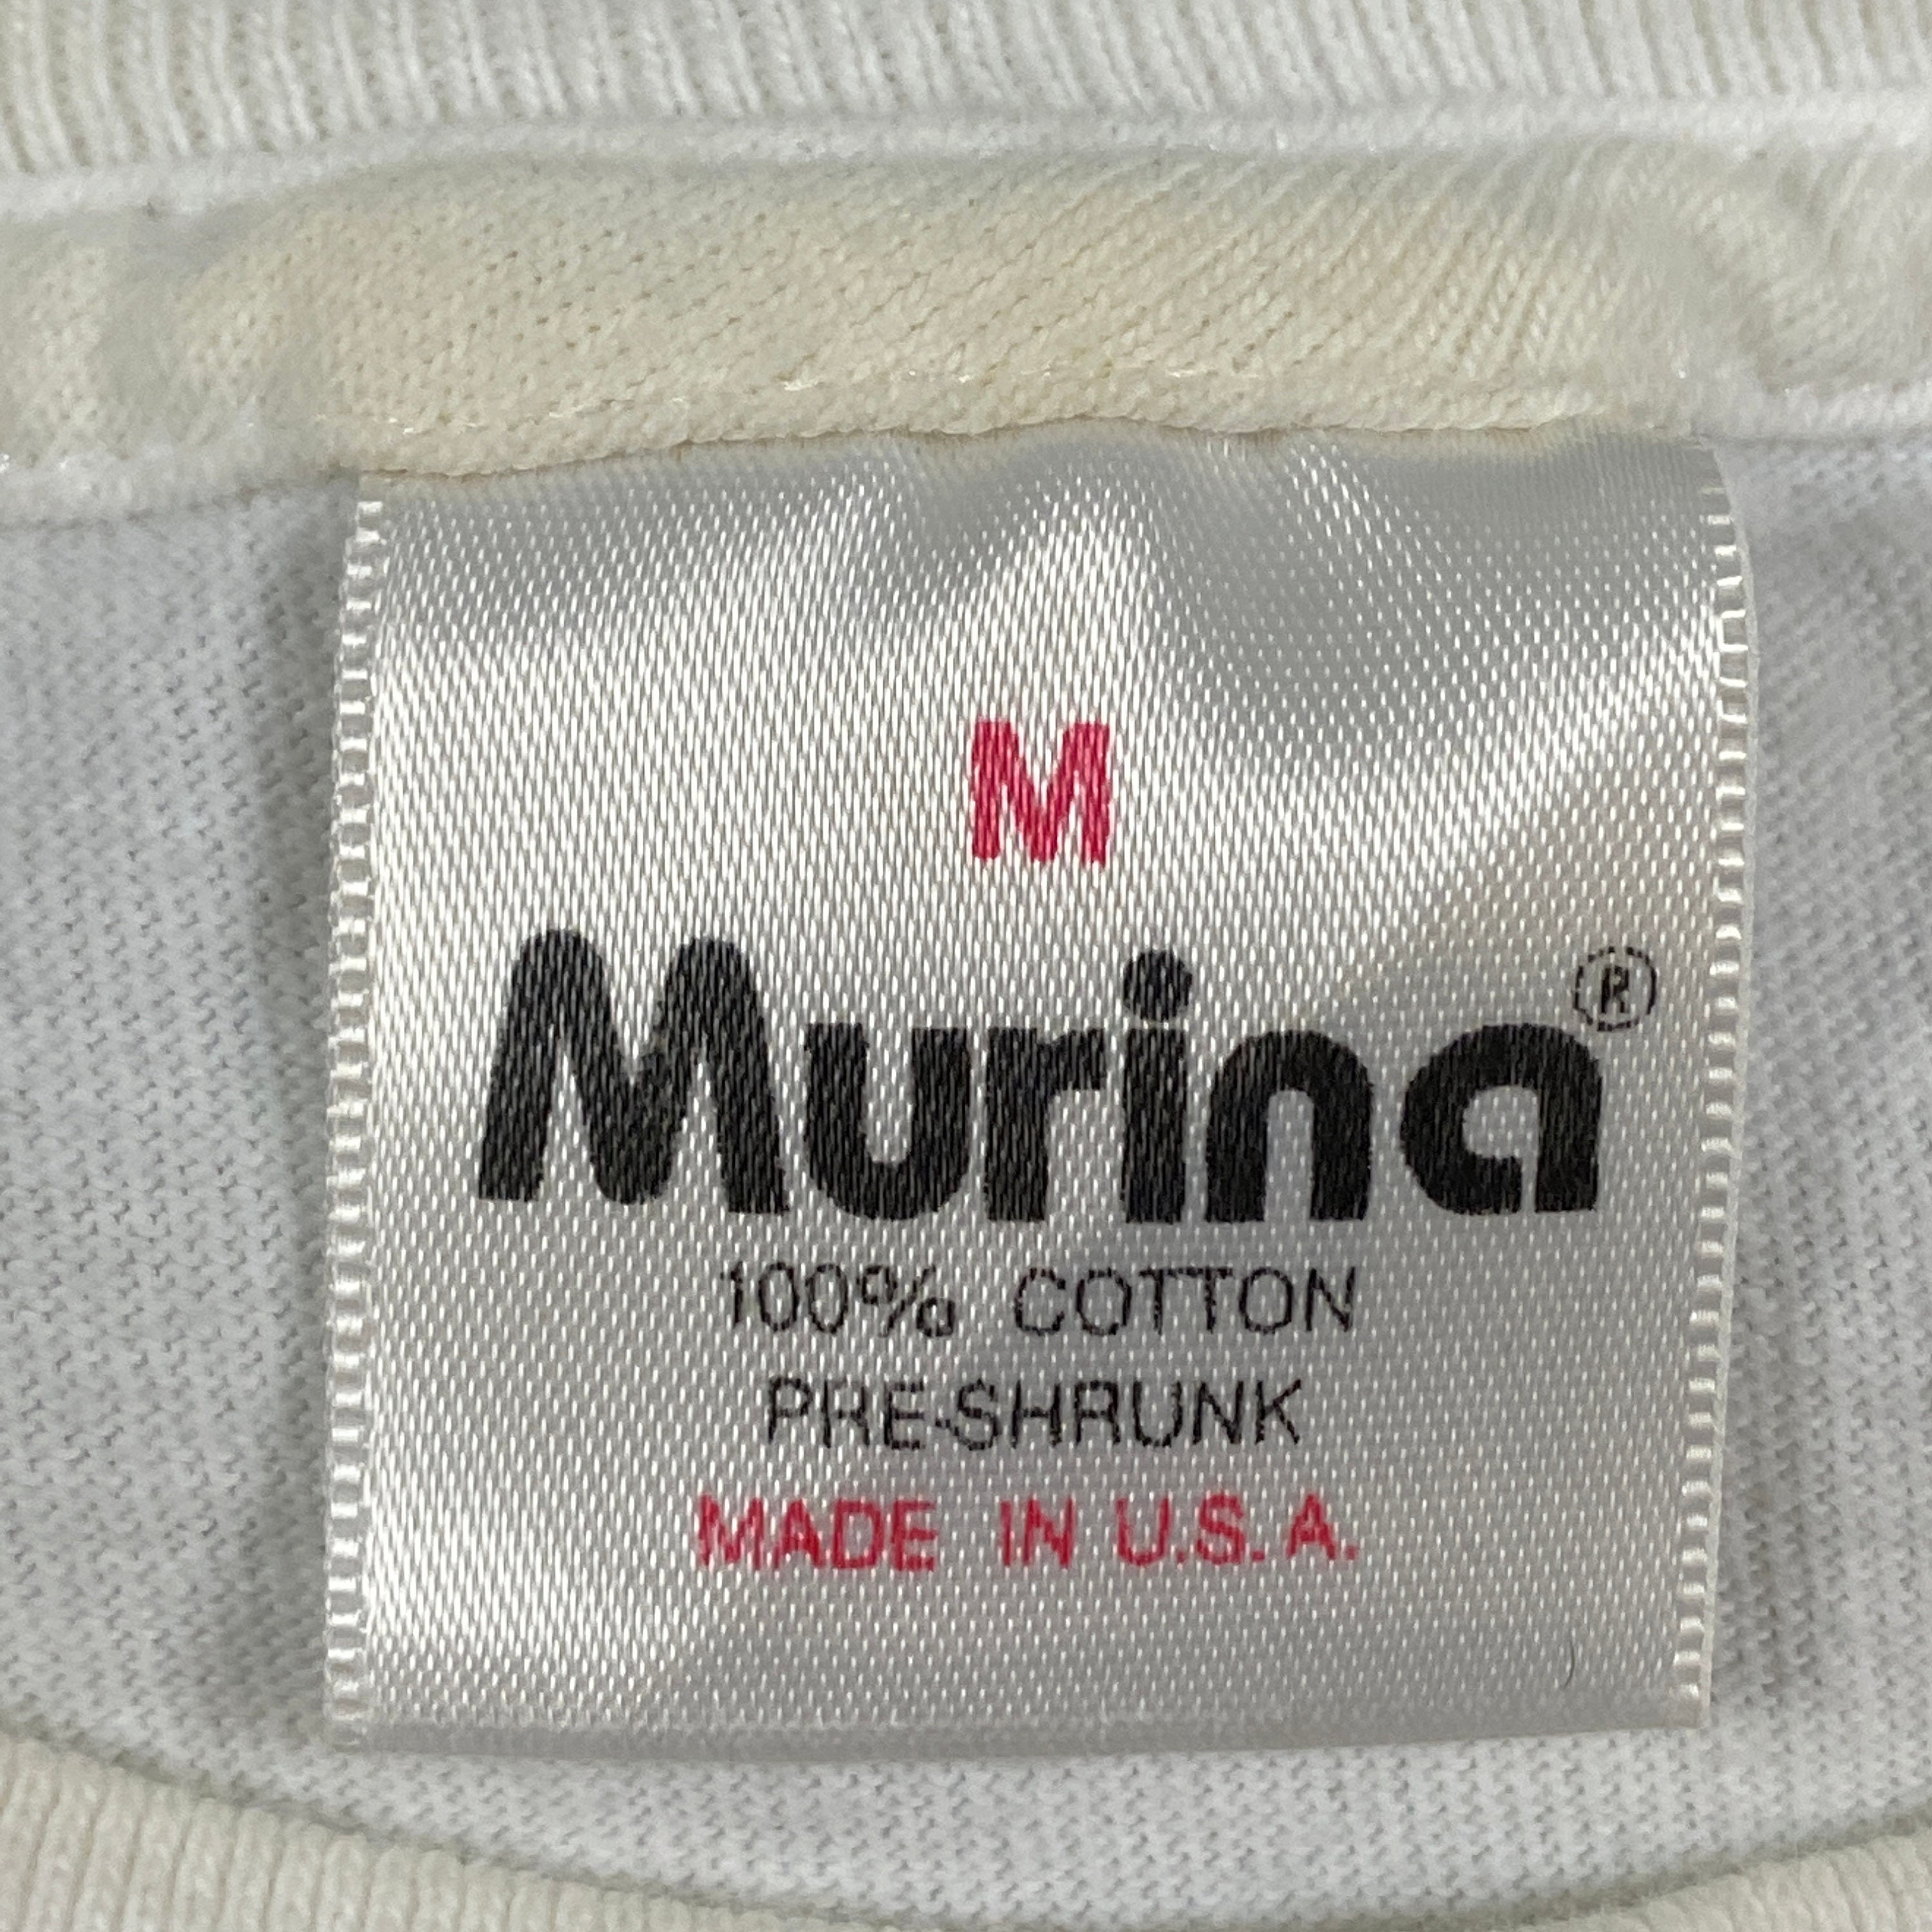 M
Murina®
100% COTTON
PRE-SHRUNK
MADE IN U.S.A.